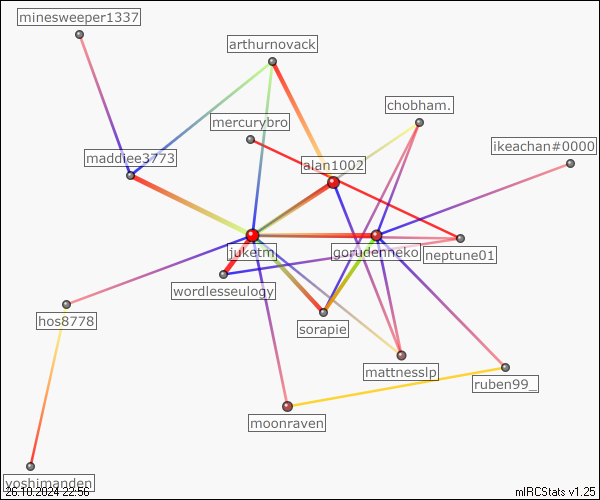 minesweeper1337
arthurnovack
chobham.
mercurybro
ikeachan#0000
maddiee3773
alan1002
juketm
gorudenneko
neptune01
wordlesseulogy
hos8778
sorapie
mattnesslp
ruben99_
moonraven
yoshimanden
26.10.2024 22:56
mIRCStats v1.25